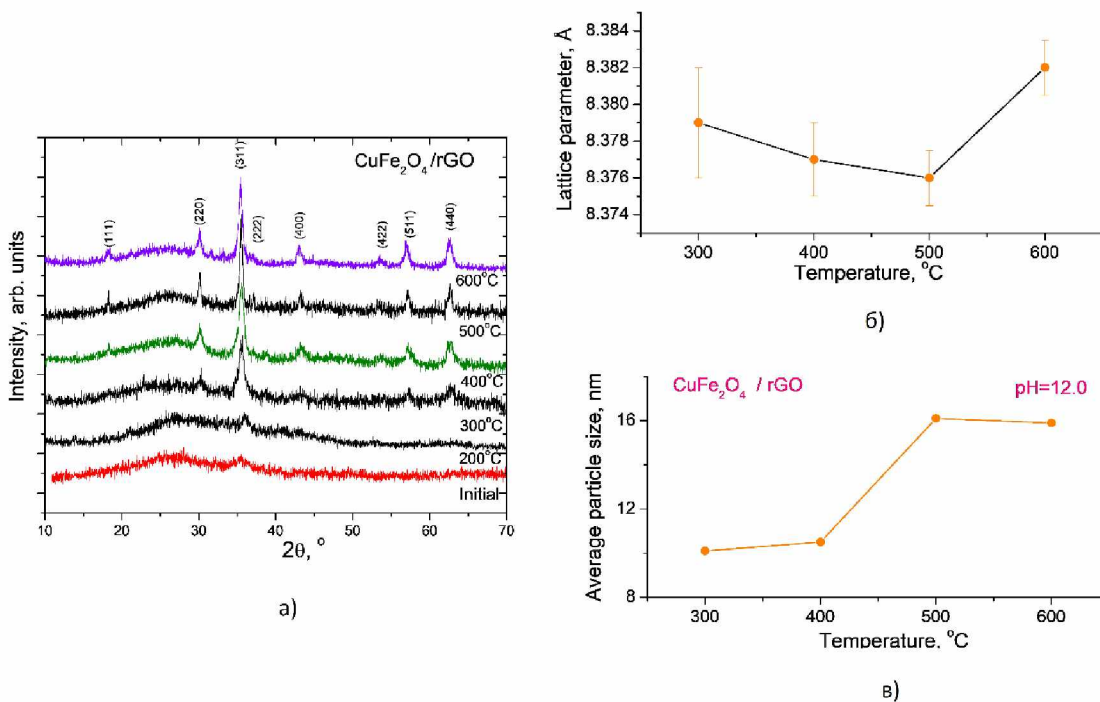 CuFe₂O₄/rGO
(111)
(220)
(311)
(222)
(400)
(422)
(511)
(440)
600°C
500°C
400°C
300°C
200°C
Initial
Intensity, arb. units
10 20 30 40 50 60 70
2θ, °
а)
8.384
8.382
8.380
8.378
8.376
8.374
Lattice parameter, Å
300 400 500 600
Temperature, °C
б)
CuFe₂O₄ / rGO pH=12.0
16
12
8
Average particle size, nm
300 400 500 600
Temperature, °C
в)